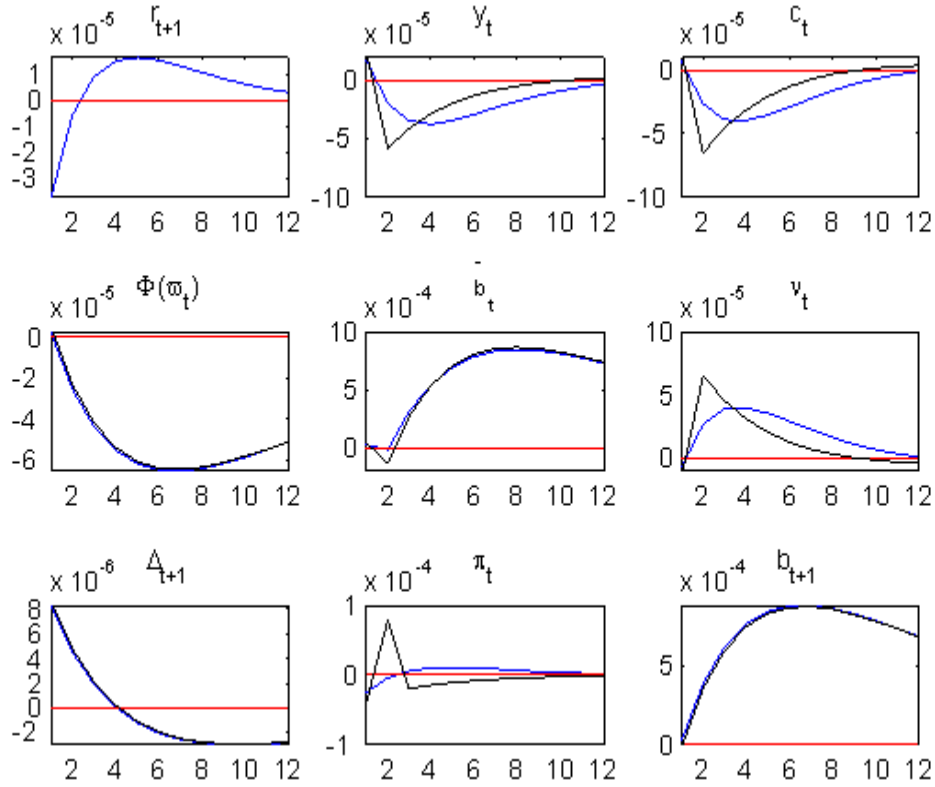 r_{t+1} y_t c_t
x 10^{-5} x 10^{-5} x 10^{-5}
1 0 0
0 -5 -5
-1 -10 -10
-2
-3
2 4 6 8 10 12 2 4 6 8 10 12 2 4 6 8 10 12
Φ(ϖ_t) b̄_t ν_t
x 10^{-5} x 10^{-4} x 10^{-5}
0 10 10
-2 5 5
-4 0 0
-6
2 4 6 8 10 12 2 4 6 8 10 12 2 4 6 8 10 12
Δ_{t+1} π_t b_{t+1}
x 10^{-6} x 10^{-4} x 10^{-4}
8 1 5
6 0 0
4 -1
2
0
-2
2 4 6 8 10 12 2 4 6 8 10 12 2 4 6 8 10 12